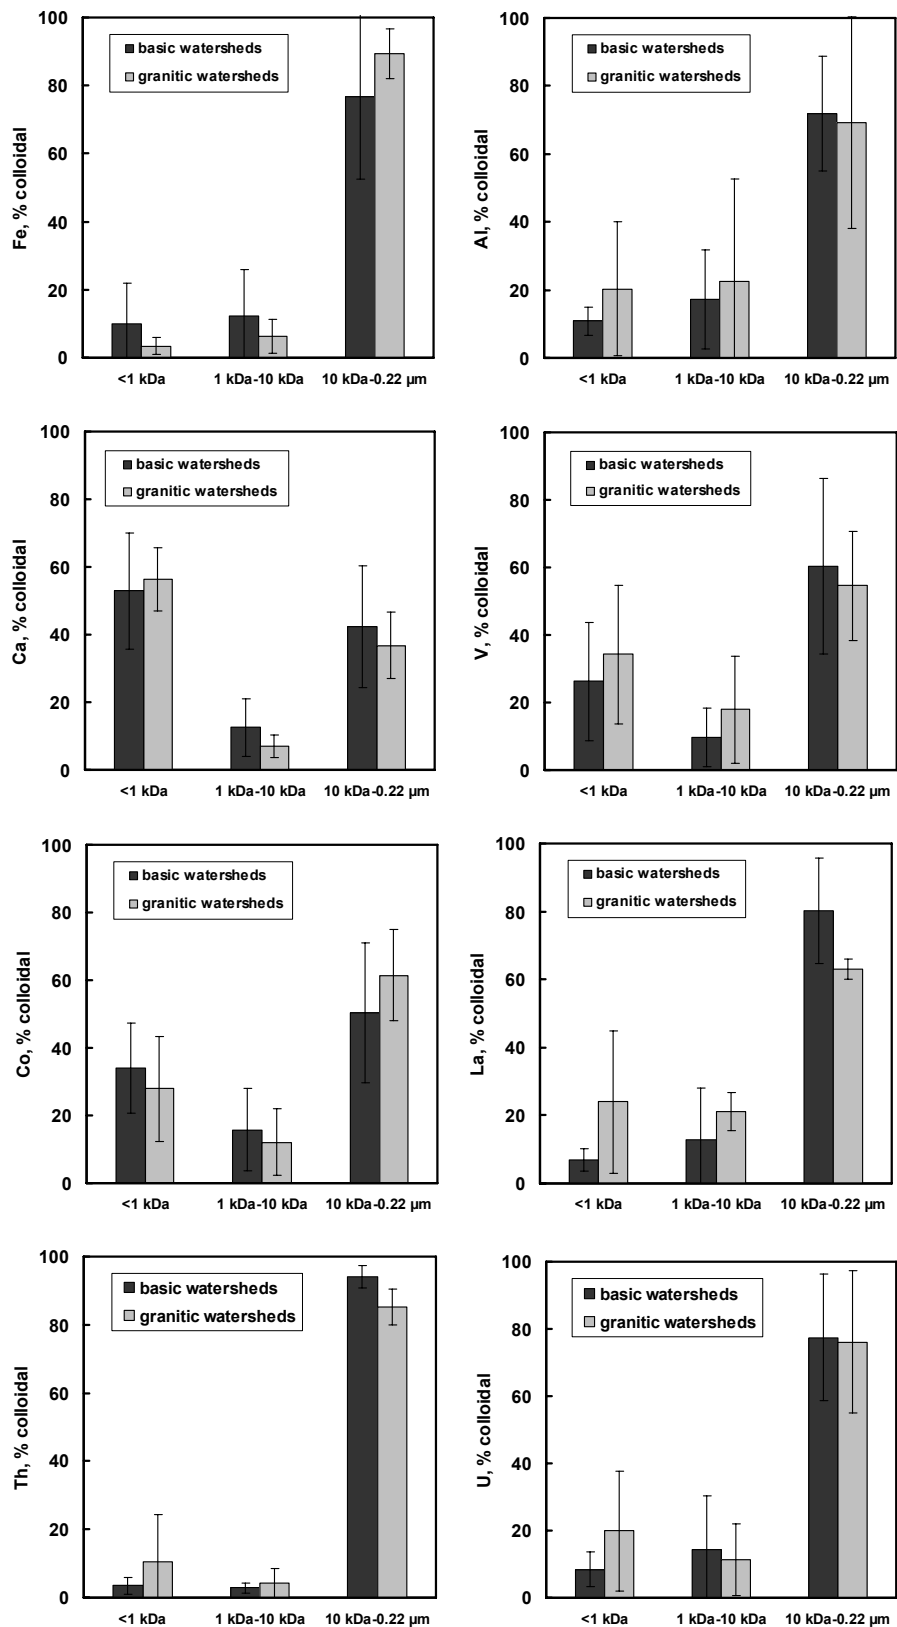 Fe, % colloidal
100
80
60
40
20
0
basic watersheds
granitic watersheds
<1 kDa
1 kDa-10 kDa
10 kDa-0.22 µm
Al, % colloidal
100
80
60
40
20
0
basic watersheds
granitic watersheds
<1 kDa
1 kDa-10 kDa
10 kDa-0.22 µm
Ca, % colloidal
100
80
60
40
20
0
basic watersheds
granitic watersheds
<1 kDa
1 kDa-10 kDa
10 kDa-0.22 µm
V, % colloidal
100
80
60
40
20
0
basic watersheds
granitic watersheds
<1 kDa
1 kDa-10 kDa
10 kDa-0.22 µm
Co, % colloidal
100
80
60
40
20
0
basic watersheds
granitic watersheds
<1 kDa
1 kDa-10 kDa
10 kDa-0.22 µm
La, % colloidal
100
80
60
40
20
0
basic watersheds
granitic watersheds
<1 kDa
1 kDa-10 kDa
10 kDa-0.22 µm
Th, % colloidal
100
80
60
40
20
0
basic watersheds
granitic watersheds
<1 kDa
1 kDa-10 kDa
10 kDa-0.22 µm
U, % colloidal
100
80
60
40
20
0
basic watersheds
granitic watersheds
<1 kDa
1 kDa-10 kDa
10 kDa-0.22 µm